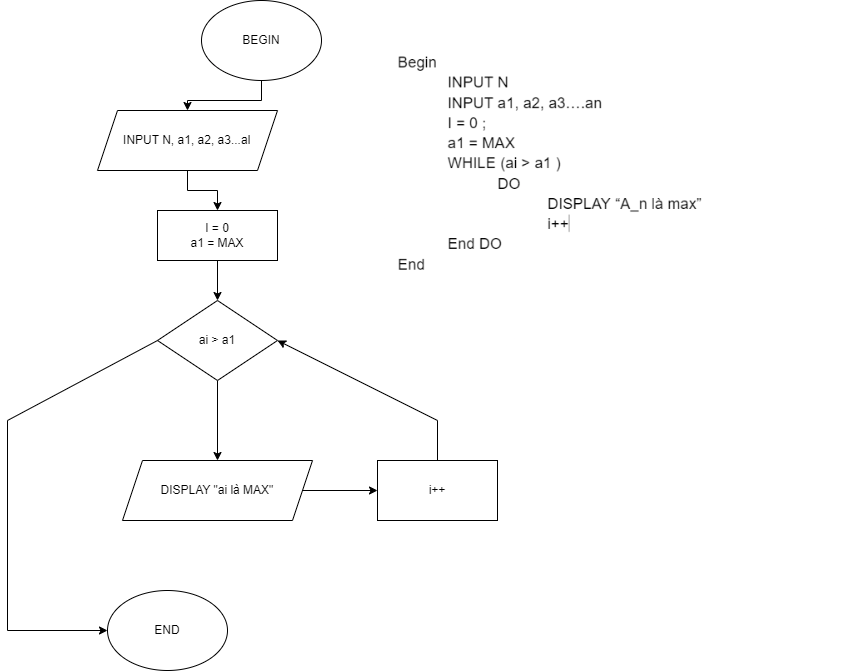 BEGIN
INPUT N, a1, a2, a3...aI
I = 0
a1 = MAX
ai > a1
DISPLAY "ai là MAX"
i++
END
Begin
INPUT N
INPUT a1, a2, a3….an
I = 0 ;
a1 = MAX
WHILE (ai > a1 )
DO
DISPLAY “A_n là max”
i++
End DO
End